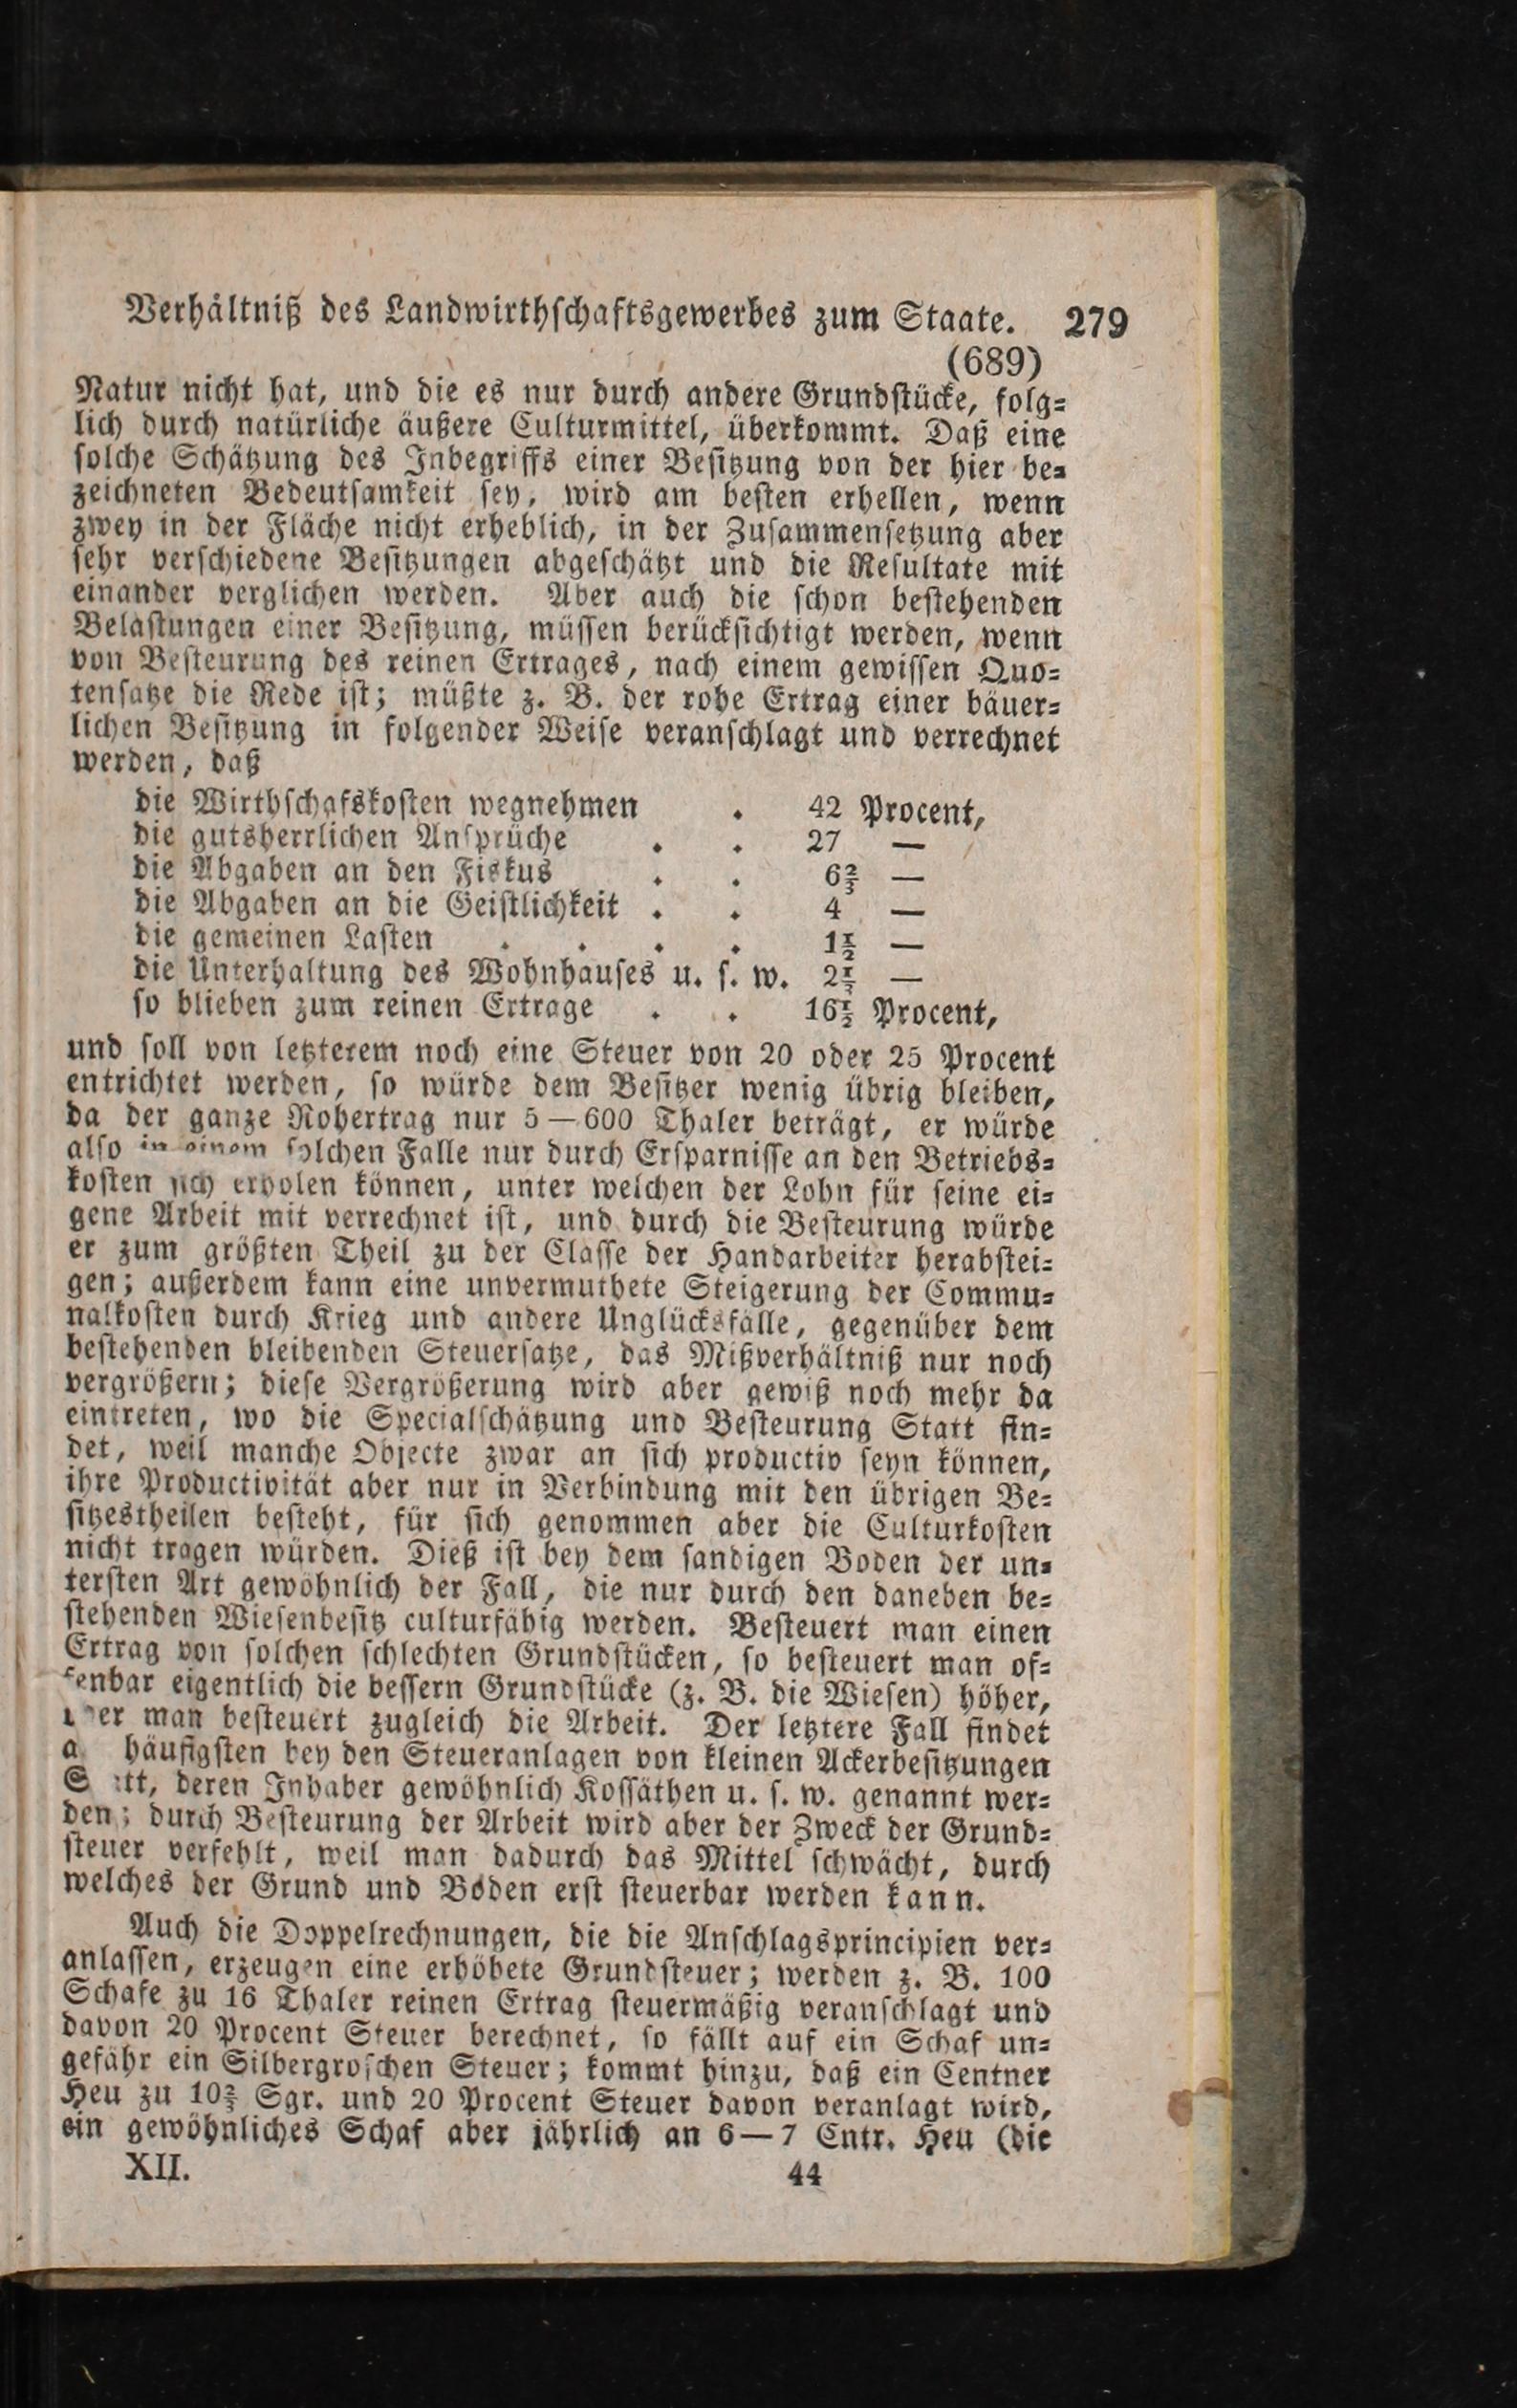 Verhältniß des Landwirthschaftsgewerbes zum Staate. 279
(689)
Natur nicht hat, und die es nur durch andere Grundstücke, folg=
lich durch natürliche äußere Culturmittel, überkommt. Daß eine
solche Schätzung des Inbegriffs einer Besitzung von der hier be=
zeichneten Bedeutsamkeit sey, wird am besten erhellen, wenn
zwey in der Fläche nicht erheblich, in der Zusammensetzung aber
sehr verschiedene Besitzungen abgeschätzt und die Resultate mit
einander verglichen werden. Aber auch die schon bestehenden
Belastungen einer Besitzung, müssen berücksichtigt werden, wenn
von Besteurung des reinen Ertrages, nach einem gewissen Quo=
tensatze die Rede ist; müßte z. B. der rohe Ertrag einer bäuer=
lichen Besitzung in folgender Weise veranschlagt und verrechnet
werden, daß
die Wirthschafskosten wegnehmen . 42 Procent,
die gutsherrlichen Ansprüche . . 27 —
die Abgaben an den Fiskus . . 6⅔ —
die Abgaben an die Geistlichkeit . . 4 —
die gemeinen Lasten . . . . 1½ —
die Unterhaltung des Wohnhauses u. s. w. 2⅓ —
so blieben zum reinen Ertrage . . 16½ Procent,
und soll von letzterem noch eine Steuer von 20 oder 25 Procent
entrichtet werden, so würde dem Besitzer wenig übrig bleiben,
da der ganze Rohertrag nur 5—600 Thaler beträgt, er würde
also in einem solchen Falle nur durch Ersparnisse an den Betriebs=
kosten sich erholen können, unter welchen der Lohn für seine ei=
gene Arbeit mit verrechnet ist, und durch die Besteurung würde
er zum größten Theil zu der Classe der Handarbeiter herabstei=
gen; außerdem kann eine unvermuthete Steigerung der Commu=
nalkosten durch Krieg und andere Unglücksfälle, gegenüber dem
bestehenden bleibenden Steuersatze, das Mißverhältniß nur noch
vergrößern; diese Vergrößerung wird aber gewiß noch mehr da
eintreten, wo die Specialschätzung und Besteurung Statt fin=
det, weil manche Objecte zwar an sich productiv seyn können,
ihre Productivität aber nur in Verbindung mit den übrigen Be=
sitzestheilen besteht, für sich genommen aber die Culturkosten
nicht tragen würden. Dieß ist bey dem sandigen Boden der un=
tersten Art gewöhnlich der Fall, die nur durch den daneben be=
stehenden Wiesenbesitz culturfähig werden. Besteuert man einen
Ertrag von solchen schlechten Grundstücken, so besteuert man of=
fenbar eigentlich die bessern Grundstücke (z. B. die Wiesen) höher,
man besteuert zugleich die Arbeit. Der letztere Fall findet
häufigsten bey den Steueranlagen von kleinen Ackerbesitzungen
Statt, deren Inhaber gewöhnlich Kossäthen u. s. w. genannt wer=
den; durch Besteurung der Arbeit wird aber der Zweck der Grund=
steuer verfehlt, weil man dadurch das Mittel schwächt, durch
welches der Grund und Boden erst steuerbar werden kann.
Auch die Doppelrechnungen, die die Anschlagsprincipien ver=
anlassen, erzeugen eine erhöhete Grundsteuer; werden z. B. 100
Schafe zu 16 Thaler reinen Ertrag steuermäßig veranschlagt und
davon 20 Procent Steuer berechnet, so fällt auf ein Schaf un=
gefähr ein Silbergroschen Steuer; kommt hinzu, daß ein Centner
Heu zu 10⅔ Sgr. und 20 Procent Steuer davon veranlagt wird,
ein gewöhnliches Schaf aber jährlich an 6—7 Cntr. Heu (die
XII. 44